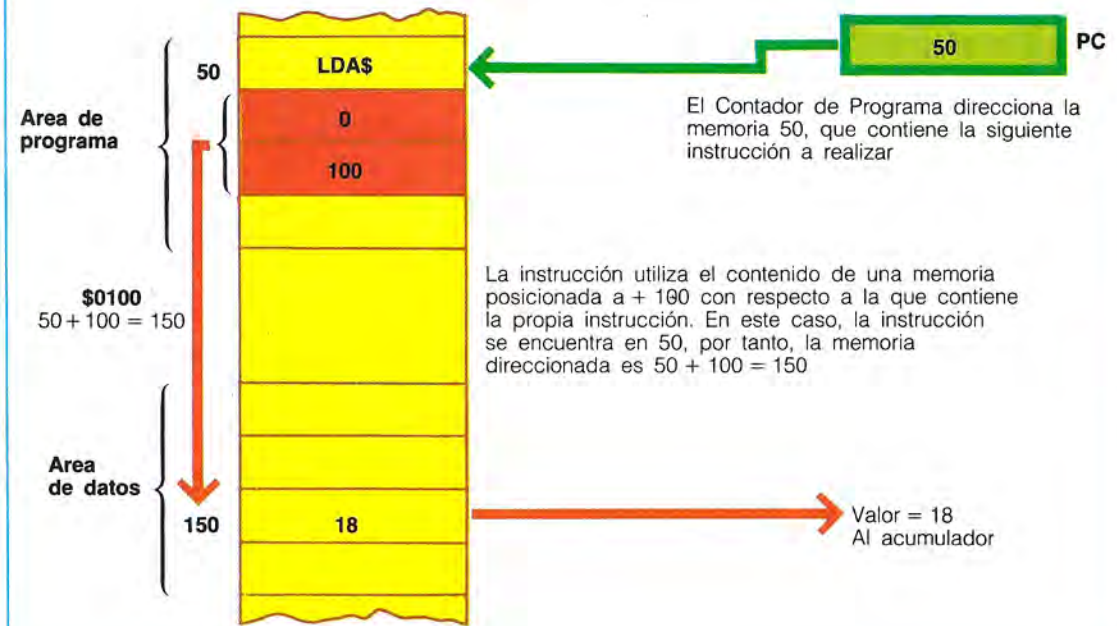 50
PC
50
LDA$
El Contador de Programa direcciona la
memoria 50, que contiene la siguiente
instrucción a realizar
Area de
programa
0
100
$0100
50 + 100 = 150
La instrucción utiliza el contenido de una memoria
posicionada a + 100 con respecto a la que contiene
la propia instrucción. En este caso, la instrucción
se encuentra en 50, por tanto, la memoria
direccionada es 50 + 100 = 150
Area
de datos
150
18
Valor = 18
Al acumulador